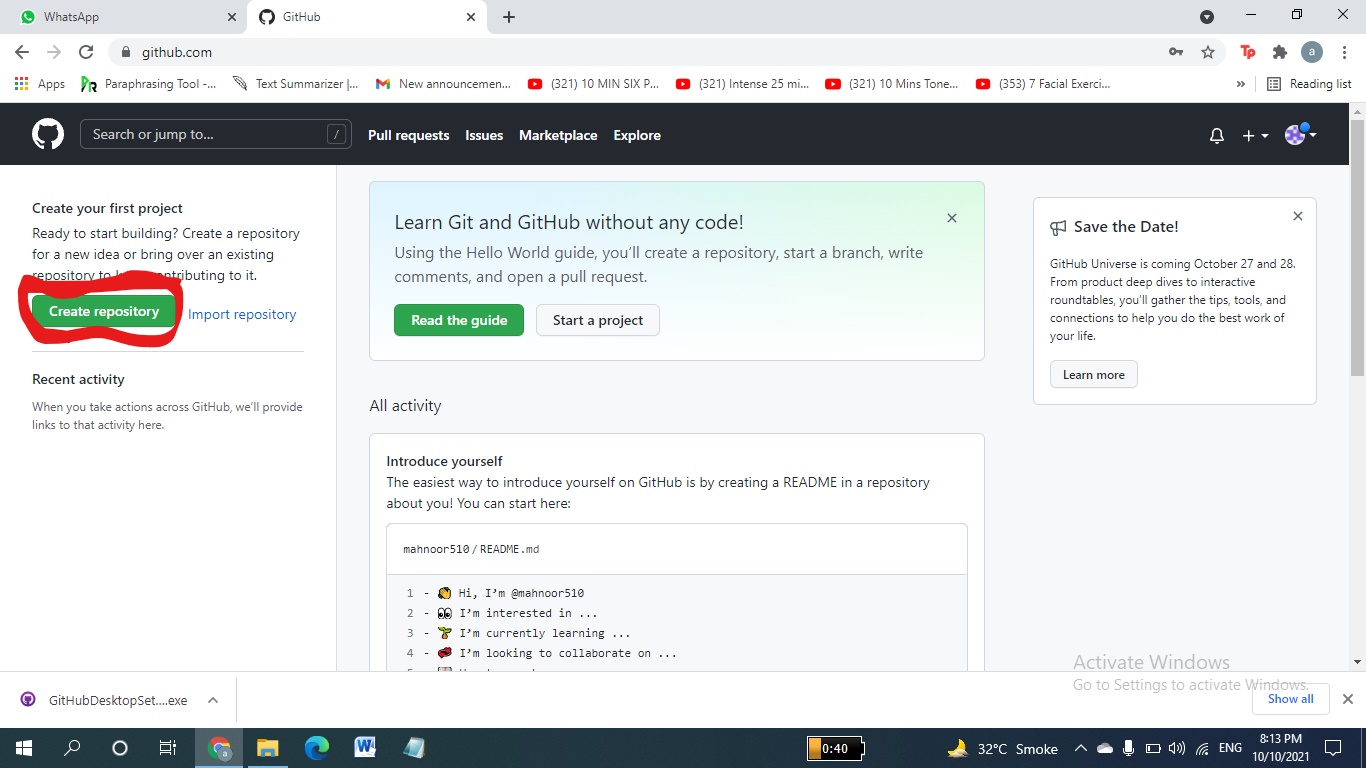 WhatsApp
GitHub
github.com
Tp
a
Apps
Paraphrasing Tool -...
Text Summarizer |...
New announcemen...
(321) 10 MIN SIX P...
(321) Intense 25 mi...
(321) 10 Mins Tone...
(353) 7 Facial Exerci...
»
Reading list
Search or jump to...
/
Pull requests
Issues
Marketplace
Explore
Create your first project
Ready to start building? Create a repository
for a new idea or bring over an existing
repository to contributing to it.
Create repository
Import repository
Recent activity
When you take actions across GitHub, we'll provide
links to that activity here.
Learn Git and GitHub without any code!
Using the Hello World guide, you'll create a repository, start a branch, write
comments, and open a pull request.
Read the guide
Start a project
All activity
Introduce yourself
The easiest way to introduce yourself on GitHub is by creating a README in a repository
about you! You can start here:
mahnoor510 / README.md
1 - 👋 Hi, I'm @mahnoor510
2 - 👀 I'm interested in ...
3 - 🌱 I'm currently learning ...
4 - 💞️ I'm looking to collaborate on ...
Save the Date!
GitHub Universe is coming October 27 and 28.
From product deep dives to interactive
roundtables, you'll gather the tips, tools, and
connections to help you do the best work of
your life.
Learn more
Activate Windows
Go to Settings to activate Windows.
GitHubDesktopSet....exe
Show all
0:40
32°C Smoke
ENG
8:13 PM
10/10/2021